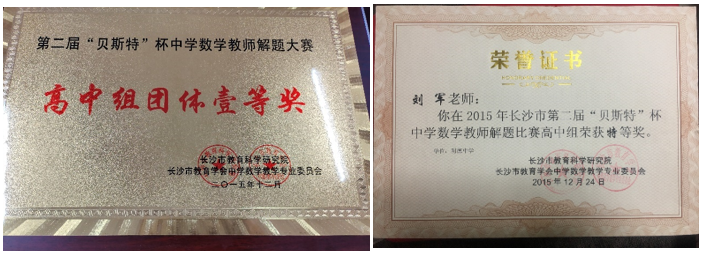 第二届“贝斯特”杯中学数学教师解题大赛
高中组团体壹等奖
长沙市教育科学研究院
长沙市教育学会中学数学教学专业委员会
二〇一五年十二月
荣誉证书
刘 军老师：
你在2015年长沙市第二届“贝斯特”杯
中学数学教师解题比赛高中组荣获特等奖。
长沙市教育科学研究院
长沙市教育学会中学数学教学专业委员会
2015年12月24日